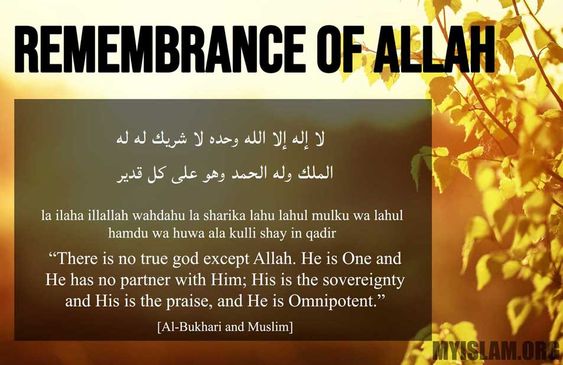 REMEMBRANCE OF ALLAH
لا إله إلا الله وحده لا شريك له له
الملك وله الحمد وهو على كل قدير
la ilaha illallah wahdahu la sharika lahu lahul mulku wa lahul
hamdu wa huwa ala kulli shay in qadir
“There is no true god except Allah. He is One and
He has no partner with Him; His is the sovereignty
and His is the praise, and He is Omnipotent.”
[Al-Bukhari and Muslim]
MYISLAM.ORG